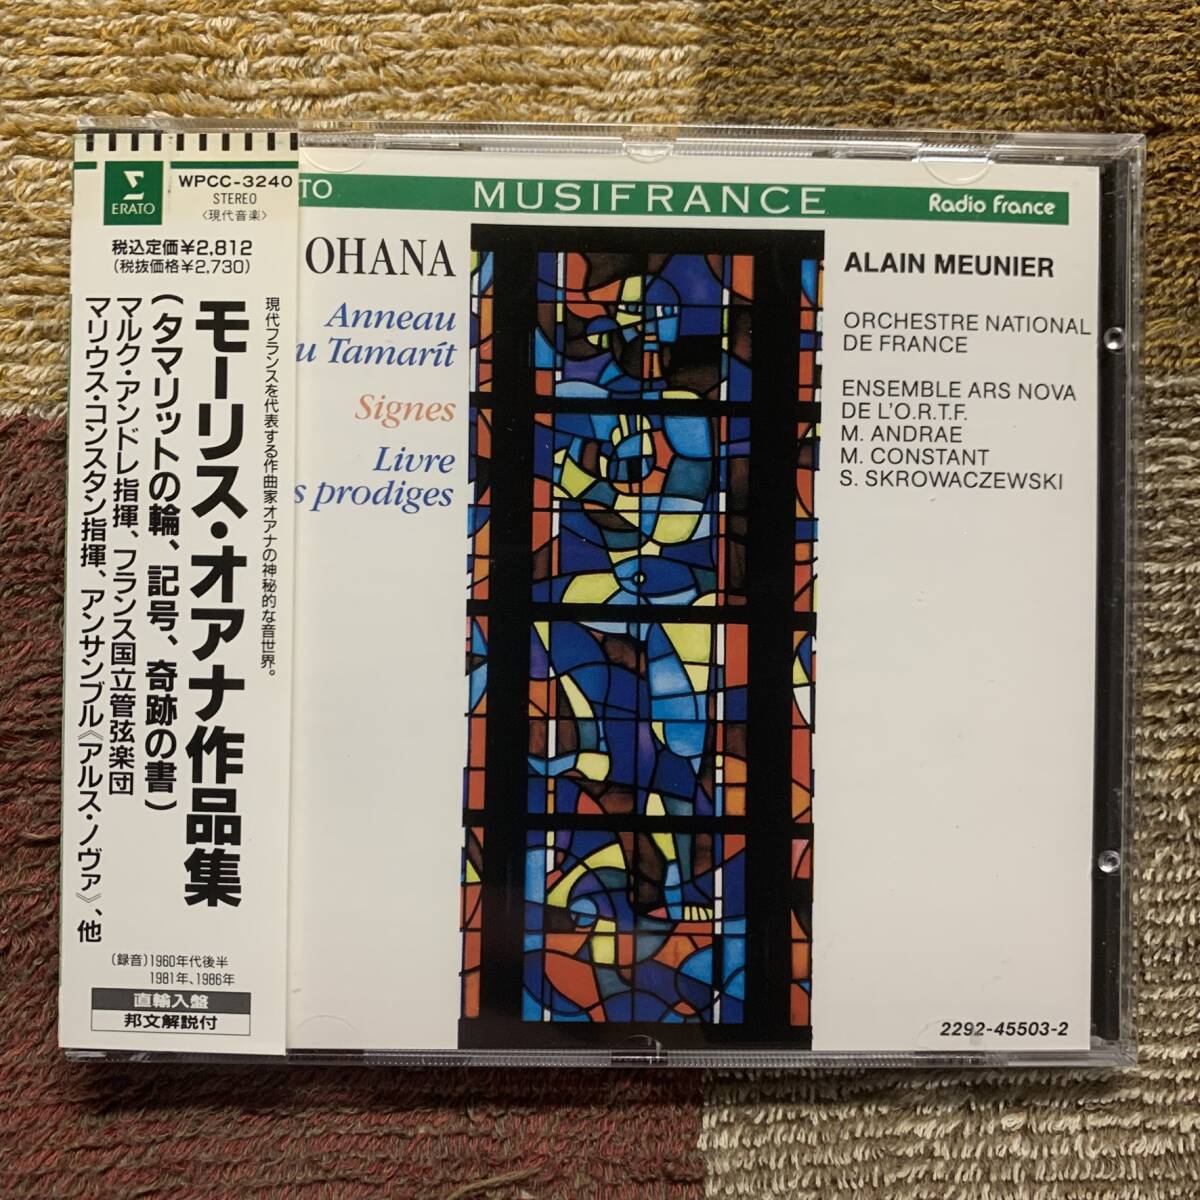 ERATO
WPCC-3240
STEREO
〈現代音楽〉
税込定価¥2,812
(税抜価格¥2,730)
現代フランスを代表する作曲家オアナの神秘的な音世界。
モーリス・オアナ作品集
(タマリットの輪、記号、奇跡の書)
マルク・アンドレ指揮、フランス国立管弦楽団
マリウス・コンスタン指揮、アンサンブル《アルス・ノヴァ》、他
(録音)1960年代後半
1981年、1986年
直輸入盤
邦文解説付
TO
MUSIFRANCE
Radio France
OHANA
Anneau
u Tamarít
Signes
Livre
s prodiges
ALAIN MEUNIER
ORCHESTRE NATIONAL
DE FRANCE
ENSEMBLE ARS NOVA
DE L'O.R.T.F.
M. ANDRAE
M. CONSTANT
S. SKROWACZEWSKI
2292-45503-2